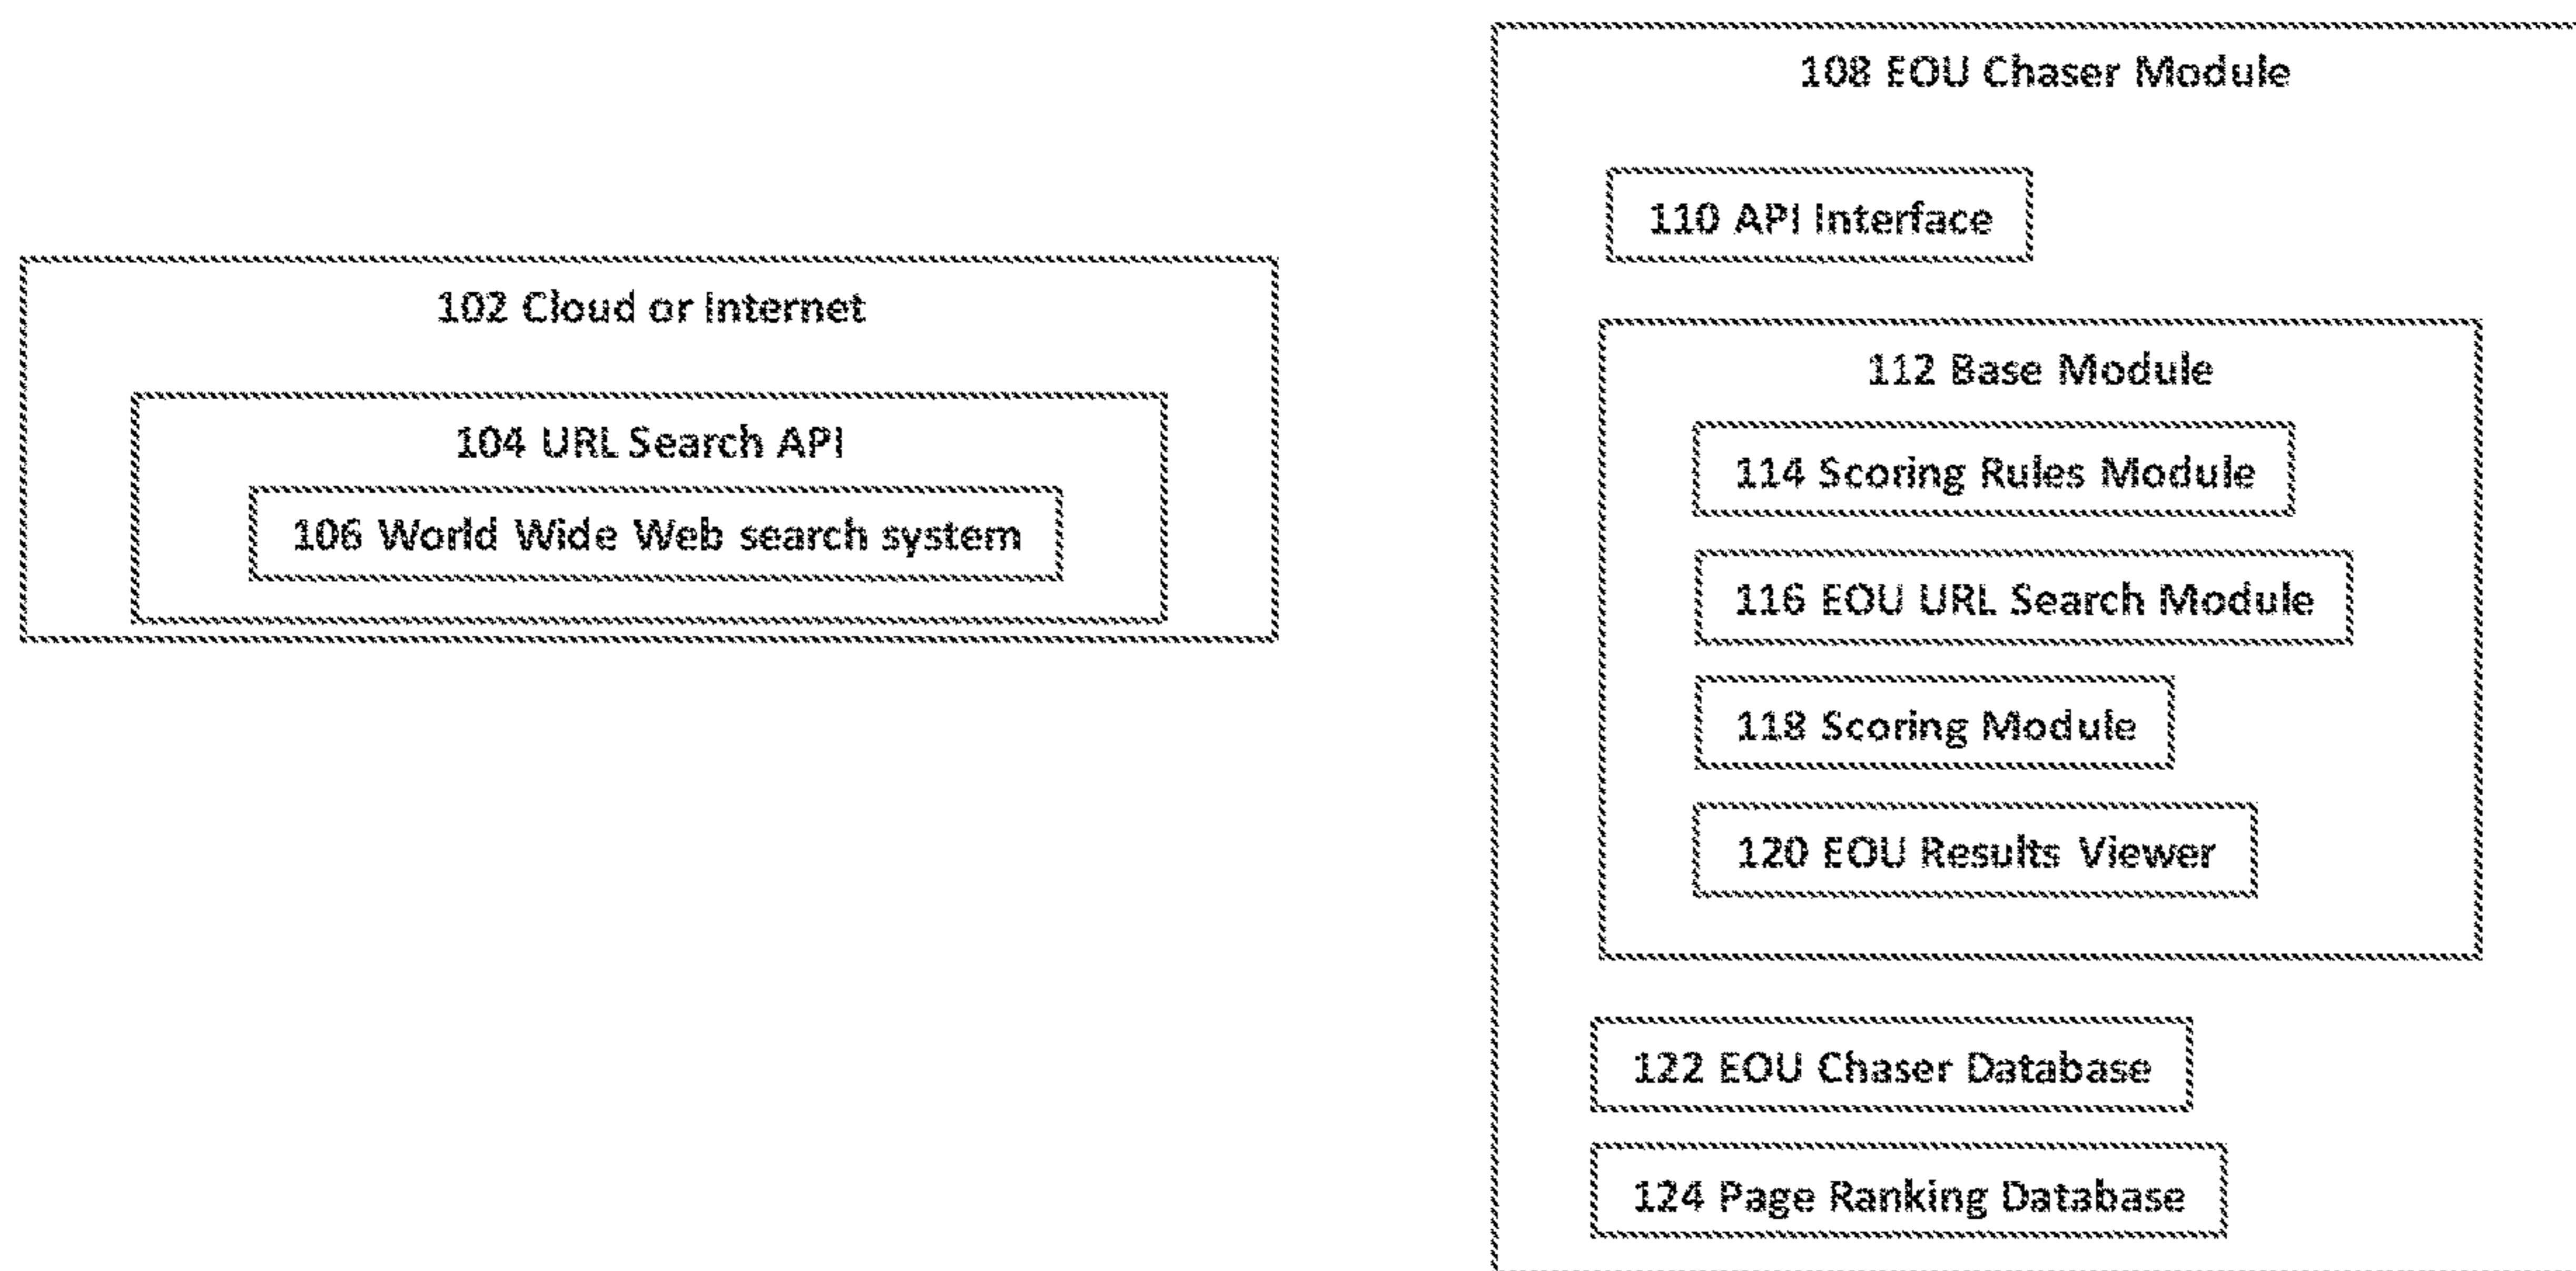 102 Cloud or Internet
104 URL Search API
106 World Wide Web search system
108 EOU Chaser Module
110 API Interface
112 Base Module
114 Scoring Rules Module
116 EOU URL Search Module
118 Scoring Module
120 EOU Results Viewer
122 EOU Chaser Database
124 Page Ranking Database